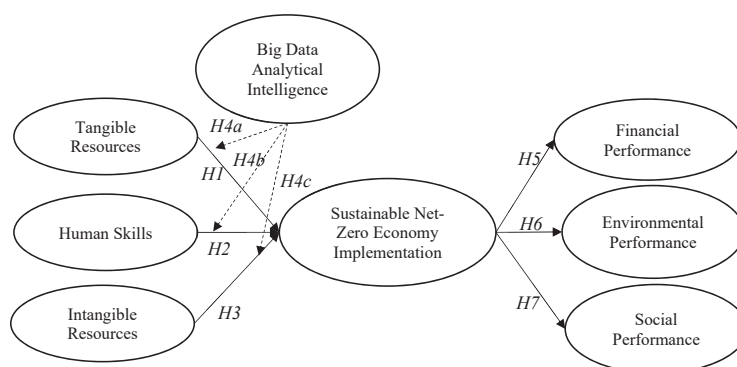 Big Data
Analytical
Intelligence
Tangible
Resources
H4a
H4b
H1
H4c
Human Skills
H2
Intangible
Resources
H3
Sustainable Net-
Zero Economy
Implementation
H5
Financial
Performance
H6
Environmental
Performance
H7
Social
Performance